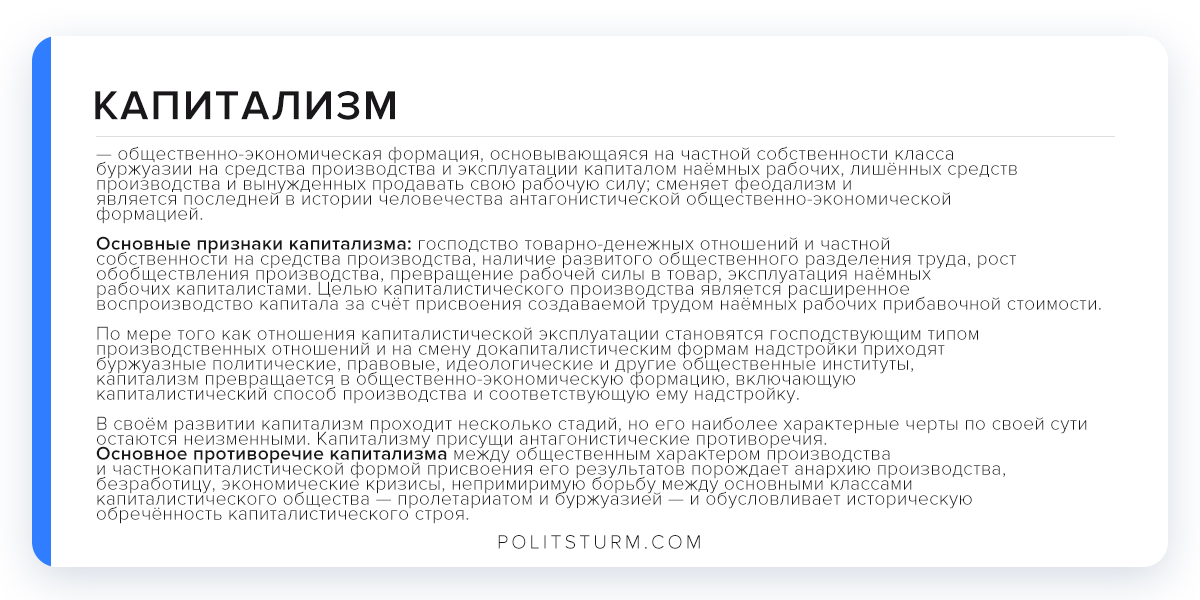 КАПИТАЛИЗМ
— общественно-экономическая формация, основывающаяся на частной собственности класса
буржуазии на средства производства и эксплуатации капиталом наёмных рабочих, лишённых средств
производства и вынужденных продавать свою рабочую силу; сменяет феодализм и
является последней в истории человечества антагонистической общественно-экономической
формацией.
Основные признаки капитализма: господство товарно-денежных отношений и частной
собственности на средства производства, наличие развитого общественного разделения труда, рост
обобществления производства, превращение рабочей силы в товар, эксплуатация наёмных
рабочих капиталистами. Целью капиталистического производства является расширенное
воспроизводство капитала за счёт присвоения создаваемой трудом наёмных рабочих прибавочной стоимости.
По мере того как отношения капиталистической эксплуатации становятся господствующим типом
производственных отношений и на смену докапиталистическим формам надстройки приходят
буржуазные политические, правовые, идеологические и другие общественные институты,
капитализм превращается в общественно-экономическую формацию, включающую
капиталистический способ производства и соответствующую ему надстройку.
В своём развитии капитализм проходит несколько стадий, но его наиболее характерные черты по своей сути
остаются неизменными. Капитализму присущи антагонистические противоречия.
Основное противоречие капитализма между общественным характером производства
и частнокапиталистической формой присвоения его результатов порождает анархию производства,
безработицу, экономические кризисы, непримиримую борьбу между основными классами
капиталистического общества — пролетариатом и буржуазией — и обусловливает историческую
обречённость капиталистического строя.
POLITSTURM.COM